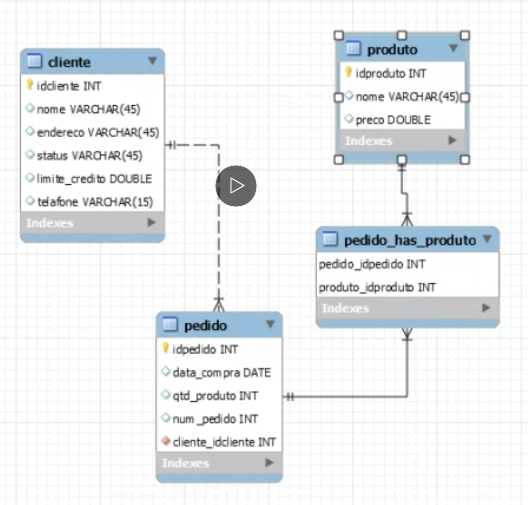 cliente
idcliente INT
nome VARCHAR(45)
endereco VARCHAR(45)
status VARCHAR(45)
limite_credito DOUBLE
telafone VARCHAR(15)
Indexes
produto
idproduto INT
nome VARCHAR(45)
preco DOUBLE
Indexes
pedido_has_produto
pedido_idpedido INT
produto_idproduto INT
Indexes
pedido
idpedido INT
data_compra DATE
qtd_produto INT
num_pedido INT
cliente_idcliente INT
Indexes